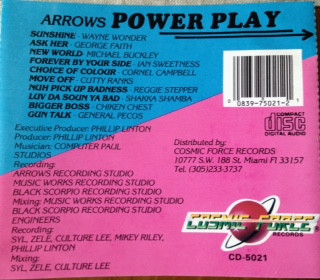 ARROWS POWER PLAY
SUNSHINE - WAYNE WONDER
ASK HER - GEORGE FAITH
NEW WORLD- MICHAEL BUCKLEY
FOREVER BY YOUR SIDE - IAN SWEETNESS
CHOICE OF COLOUR - CORNEL CAMPBELL
MOVE OFF - CUTTY RANKS
NUH PICK UP BADNESS - REGGIE STEPPER
LUV DA SOUN YA BAD - SHAKKA SHAMBA
BIGGER BOSS - CHIKEN CHEST
GUN TALK - GENERAL PECOS
0 0839-75021-2 1
COMPACT
disc
DIGITAL AUDIO
Executive Producer: PHILLIP LINTON
Producer: PHILLIP LINTON
Musician: COMPUTER PAUL
STUDIOS
Recording:
ARROWS RECORDING STUDIO
MUSIC WORKS RECORDING STUDIO
BLACK SCORPIO RECORDING STUDIO
Mixing: MUSIC WORKS RECORDING STUDIO
BLACK SCORPIO RECORDING STUDIO
ENGINEERS
Recording:
SYL, ZELE, CULTURE LEE, MIKEY RILEY,
PHILLIP LINTON
Mixing:
SYL, ZELE, CULTURE LEE
Distributed by:
COSMIC FORCE RECORDS
10777 S.W. 188 St, Miami Fl 33157
Tel. (305)233-3737
COSMIC FORCE
RECORDS
CD-5021